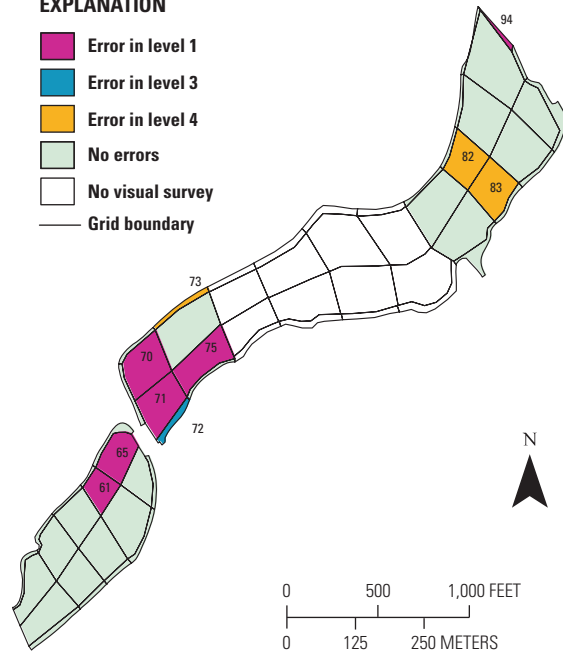 EXPLANATION
Error in level 1
Error in level 3
Error in level 4
No errors
No visual survey
Grid boundary
94
82
83
73
70
75
71
72
65
61
N
0 500 1,000 FEET
0 125 250 METERS